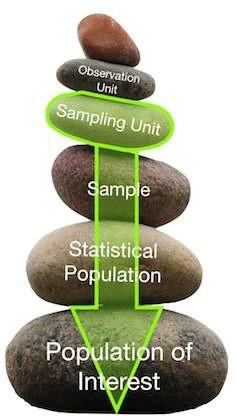 Observation
Unit
Sampling Unit
Sample
Statistical
Population
Population of
Interest